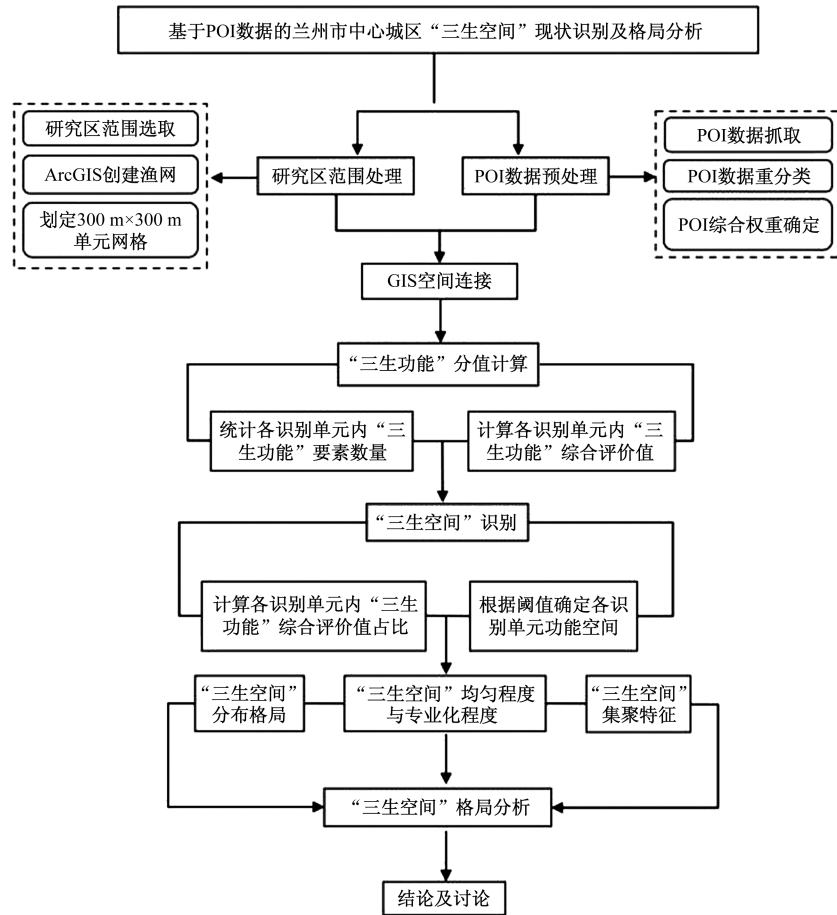 基于POI数据的兰州市中心城区“三生空间”现状识别及格局分析
研究区范围选取
ArcGIS创建渔网
划定300 m×300 m
单元网格
研究区范围处理
POI数据预处理
POI数据抓取
POI数据重分类
POI综合权重确定
GIS空间连接
“三生功能”分值计算
统计各识别单元内“三
生功能”要素数量
计算各识别单元内“三
生功能”综合评价值
“三生空间”识别
计算各识别单元内“三生
功能”综合评价值占比
根据阈值确定各识
别单元功能空间
“三生空间”
分布格局
“三生空间”均匀程度
与专业化程度
“三生空间”
集聚特征
“三生空间”格局分析
结论及讨论